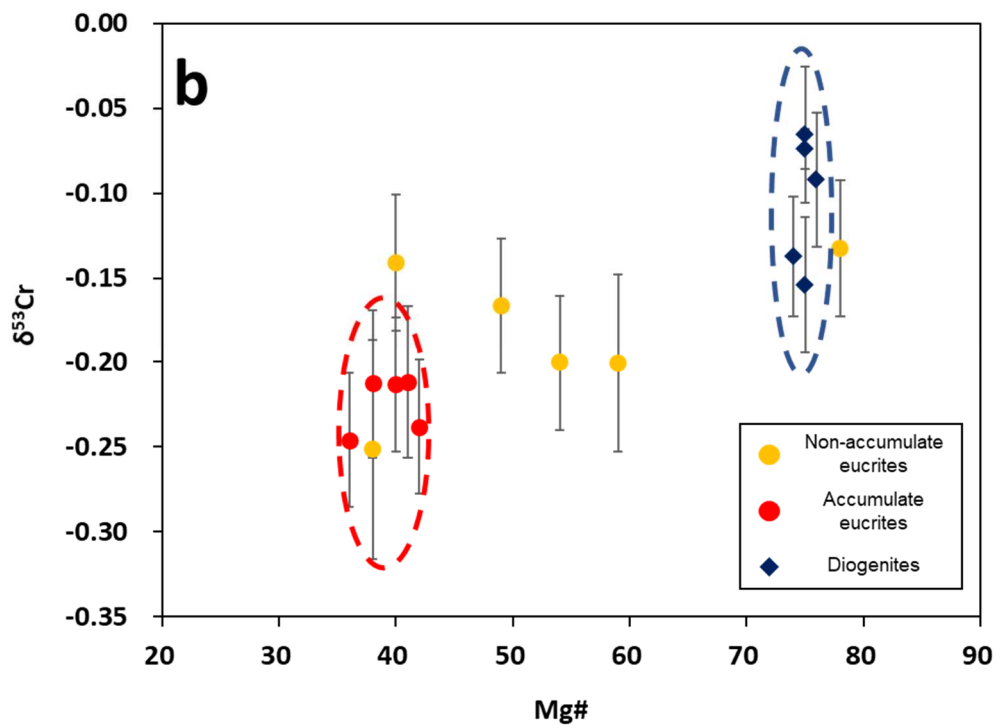 b
0.00
-0.05
-0.10
-0.15
-0.20
-0.25
-0.30
-0.35
δ⁵³Cr
20 30 40 50 60 70 80 90
Mg#
Non-accumulate
eucrites
Accumulate
eucrites
Diogenites